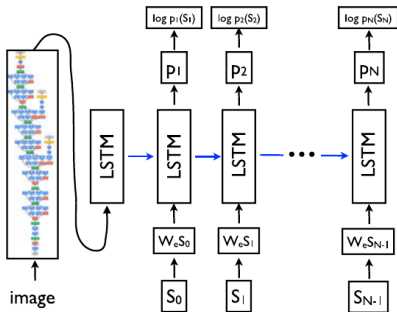 log p₁(S₁) log p₂(S₂) log pN(SN)
p₁ p₂ pN
LSTM LSTM LSTM ••• LSTM
WeS₀ WeS₁ WeSN-1
image S₀ S₁ SN-1